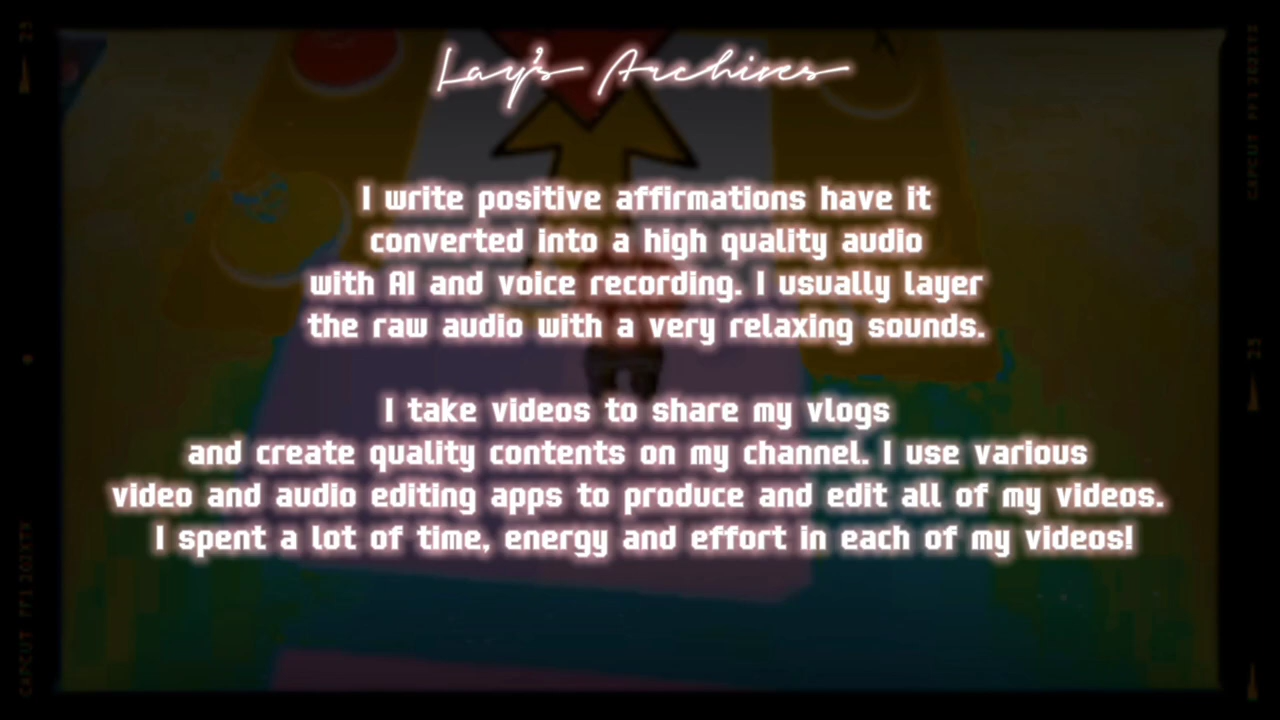 Lay's Archives
I write positive affirmations have it
converted into a high quality audio
with AI and voice recording. I usually layer
the raw audio with a very relaxing sounds.
I take videos to share my vlogs
and create quality contents on my channel. I use various
video and audio editing apps to produce and edit all of my videos.
I spent a lot of time, energy and effort in each of my videos!